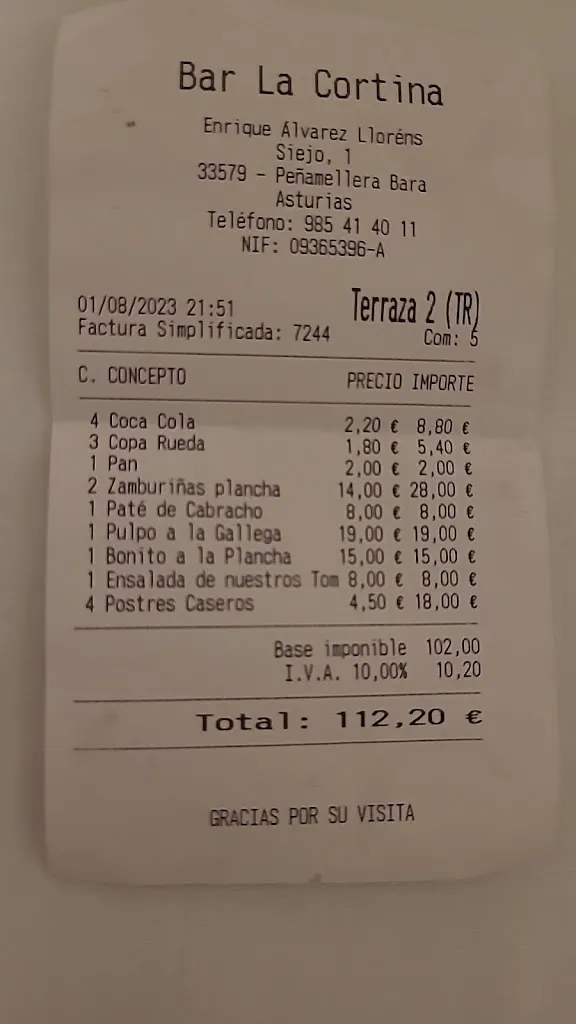 Bar La Cortina
Enrique Álvarez Lloréns
Siejo, 1
33579 - Peñamellera Bara
Asturias
Teléfono: 985 41 40 11
NIF: 09365396-A
01/08/2023 21:51 Terraza 2 (TR)
Factura Simplificada: 7244 Com: 5
C. CONCEPTO PRECIO IMPORTE
4 Coca Cola 2,20 € 8,80 €
3 Copa Rueda 1,80 € 5,40 €
1 Pan 2,00 € 2,00 €
2 Zamburiñas plancha 14,00 € 28,00 €
1 Paté de Cabracho 8,00 € 8,00 €
1 Pulpo a la Gallega 19,00 € 19,00 €
1 Bonito a la Plancha 15,00 € 15,00 €
1 Ensalada de nuestros Tom 8,00 € 8,00 €
4 Postres Caseros 4,50 € 18,00 €
Base imponible 102,00
I.V.A. 10,00% 10,20
Total: 112,20 €
GRACIAS POR SU VISITA